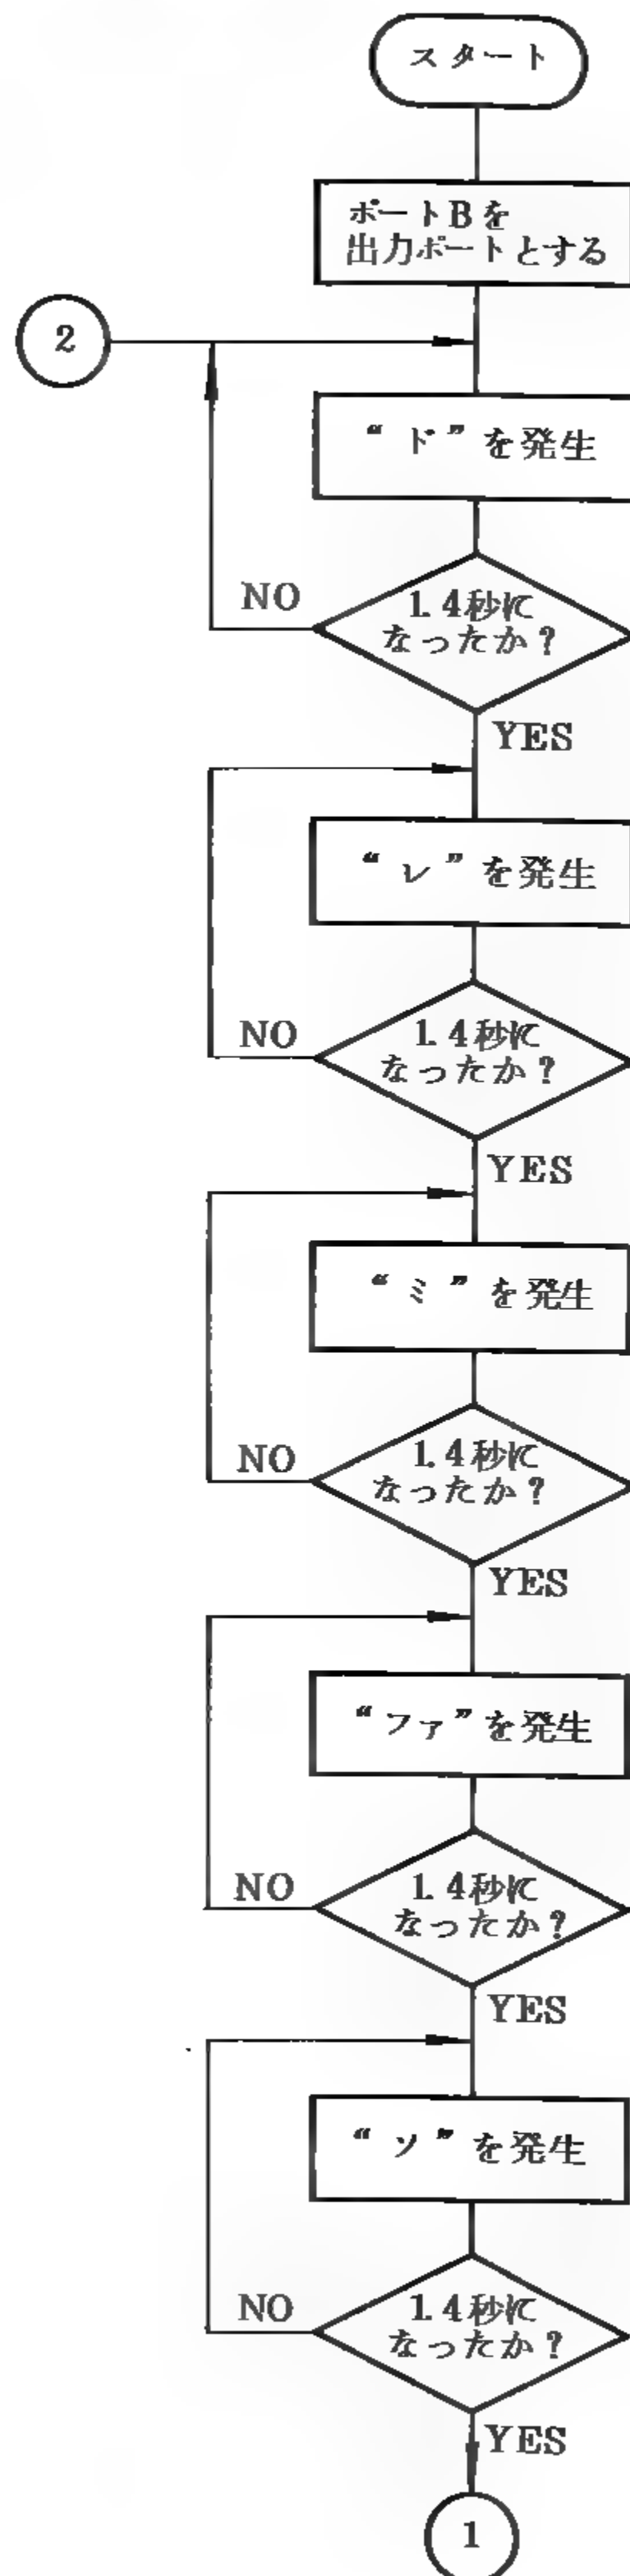 スタート
ポートBを
出力ポートとする
2
“ド”を発生
NO
1.4秒に
なったか?
YES
“レ”を発生
NO
1.4秒に
なったか?
YES
“ミ”を発生
NO
1.4秒に
なったか?
YES
“ファ”を発生
NO
1.4秒に
なったか?
YES
“ソ”を発生
NO
1.4秒に
なったか?
YES
1